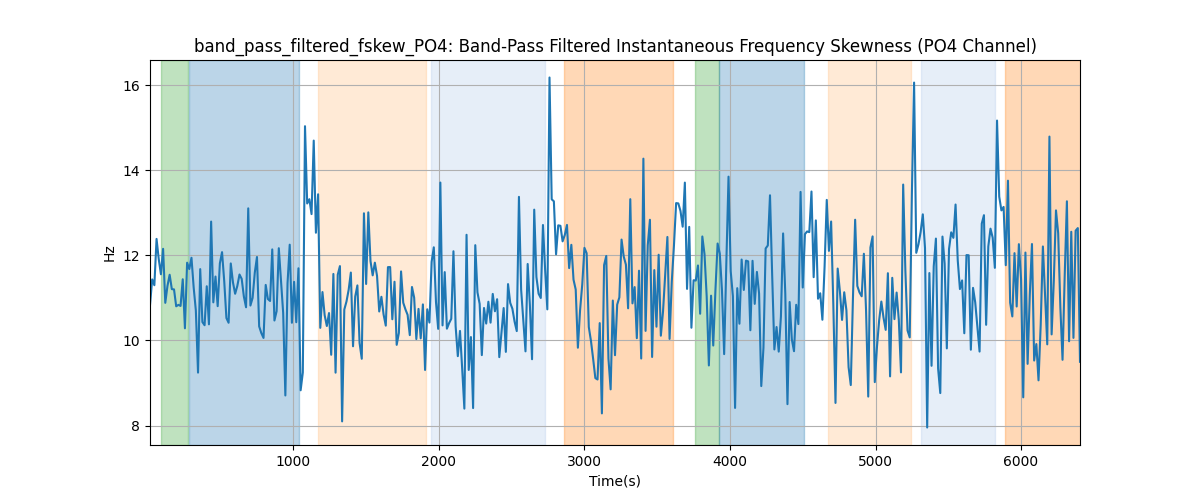 band_pass_filtered_fskew_PO4: Band-Pass Filtered Instantaneous Frequency Skewness (PO4 Channel)
16
14
12
10
8
Hz
1000 2000 3000 4000 5000 6000
Time(s)